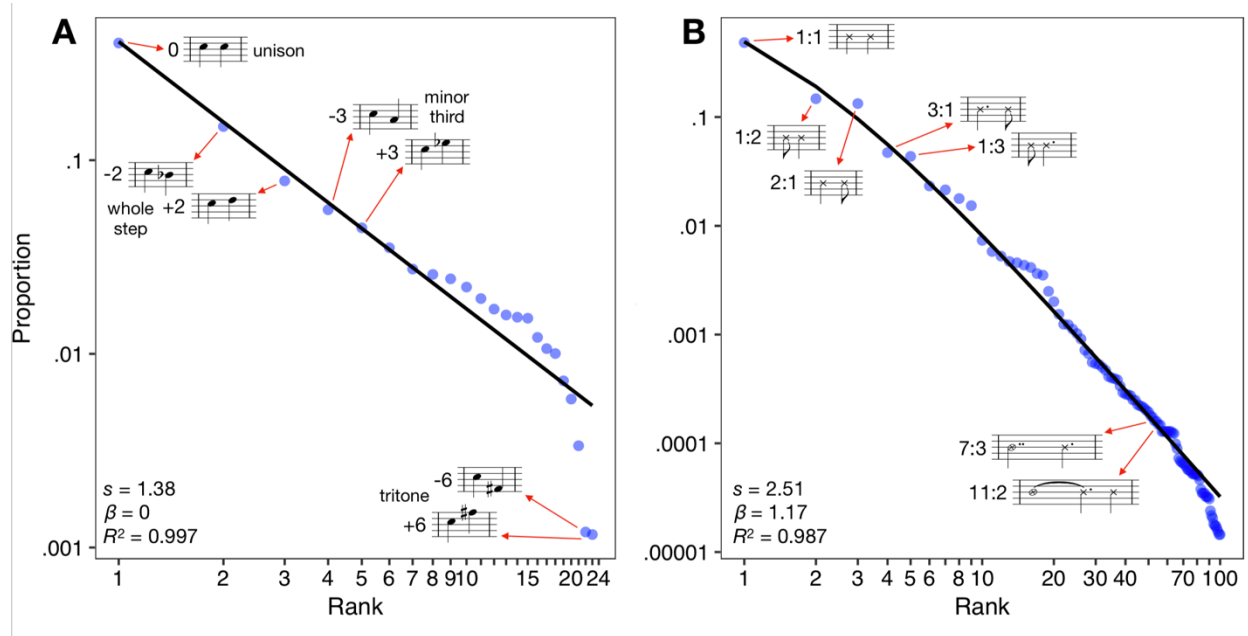 A
0 unison
-3 minor
third
+3
-2
+2
whole
step
-6
tritone
+6
s = 1.38
β = 0
R² = 0.997
.1
.01
.001
Proportion
1 2 3 4 5 6 7 8 9 10 15 20 24
Rank
B
1:1
3:1
1:2
1:3
2:1
7:3
11:2
s = 2.51
β = 1.17
R² = 0.987
.1
.01
.001
.0001
.00001
1 2 3 4 5 6 8 10 20 30 40 70 100
Rank